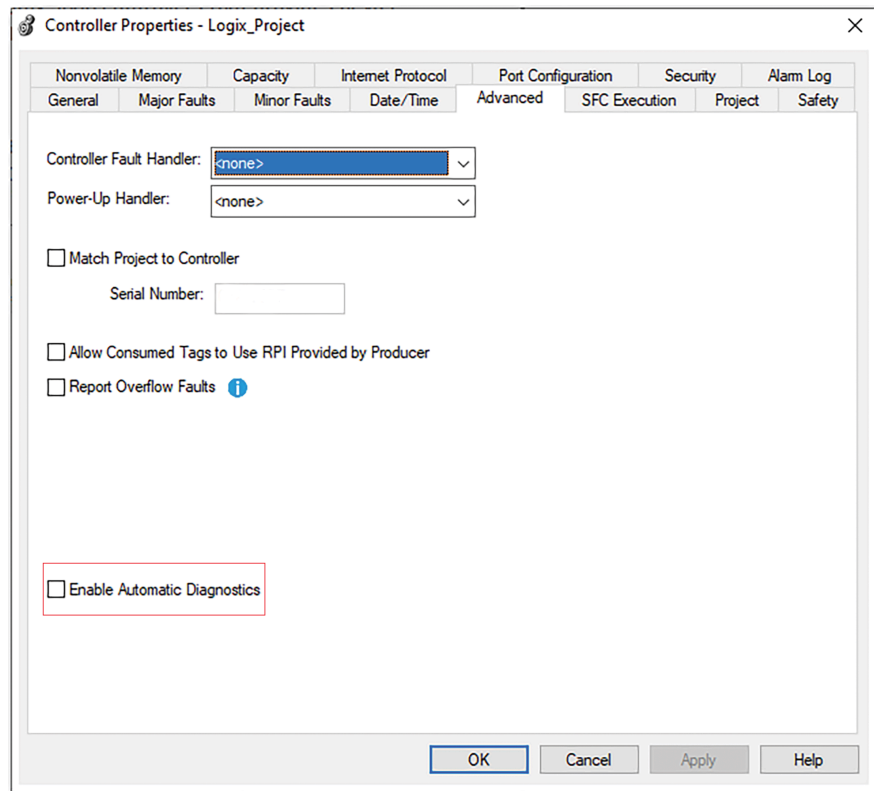 Controller Properties - Logix_Project
Nonvolatile Memory Capacity Internet Protocol Port Configuration Security Alarm Log
General Major Faults Minor Faults Date/Time Advanced SFC Execution Project Safety
Controller Fault Handler: <none>
Power-Up Handler: <none>
Match Project to Controller
Serial Number:
Allow Consumed Tags to Use RPI Provided by Producer
Report Overflow Faults
Enable Automatic Diagnostics
OK Cancel Apply Help